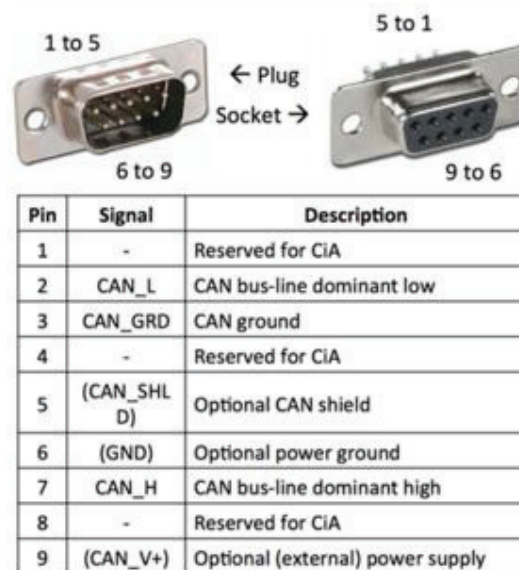 1 to 5
5 to 1
← Plug
Socket →
6 to 9
9 to 6
Pin Signal Description
1 - Reserved for CiA
2 CAN_L CAN bus-line dominant low
3 CAN_GRD CAN ground
4 - Reserved for CiA
5 (CAN_SHL
D) Optional CAN shield
6 (GND) Optional power ground
7 CAN_H CAN bus-line dominant high
8 - Reserved for CiA
9 (CAN_V+) Optional (external) power supply